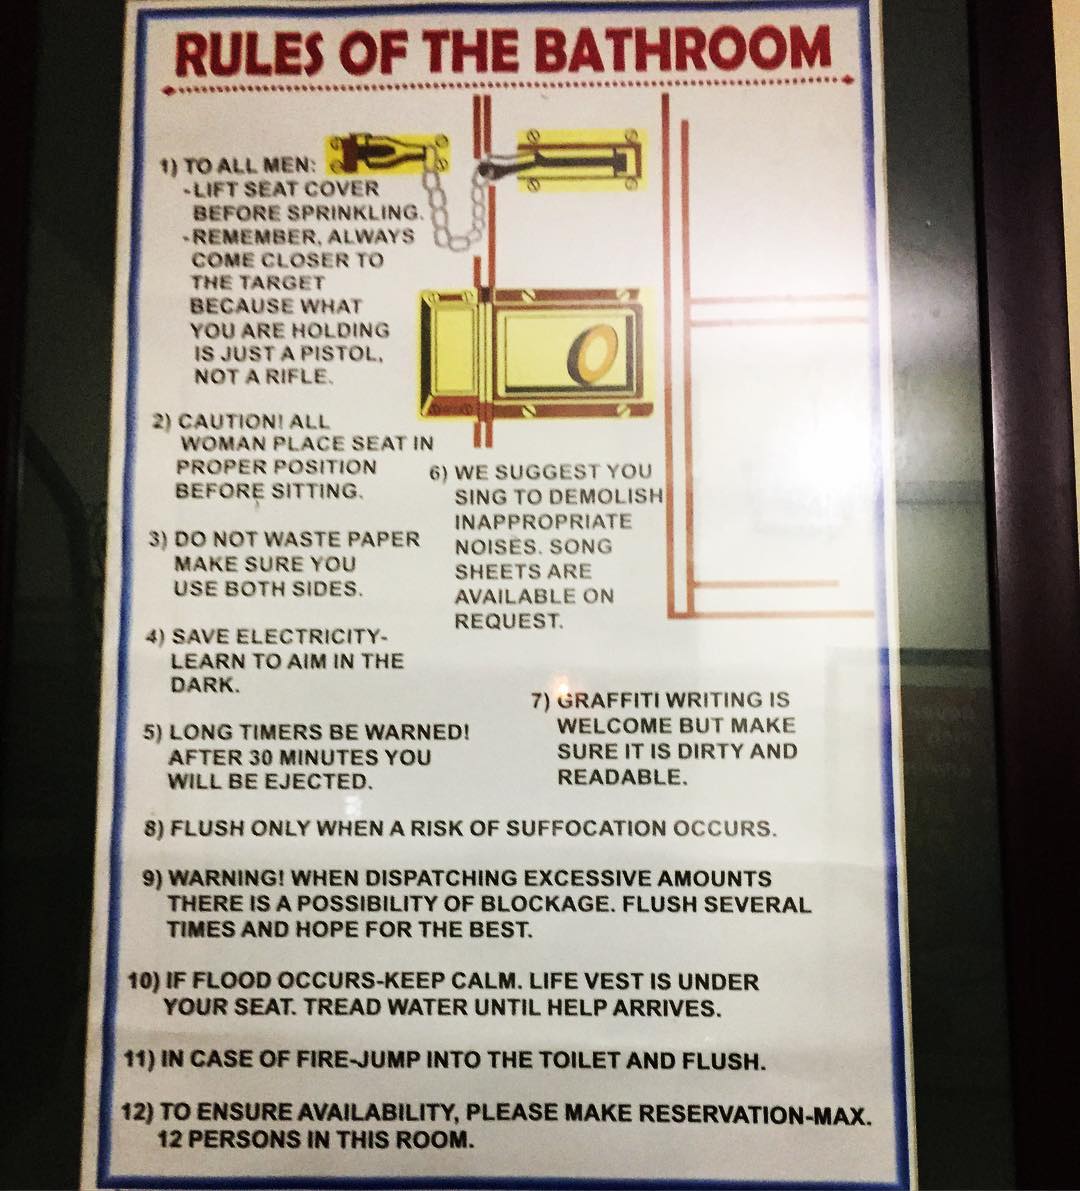 RULES OF THE BATHROOM
1) TO ALL MEN:
-LIFT SEAT COVER
BEFORE SPRINKLING.
-REMEMBER, ALWAYS
COME CLOSER TO
THE TARGET
BECAUSE WHAT
YOU ARE HOLDING
IS JUST A PISTOL,
NOT A RIFLE.
2) CAUTION! ALL
WOMAN PLACE SEAT IN
PROPER POSITION
BEFORE SITTING.
3) DO NOT WASTE PAPER
MAKE SURE YOU
USE BOTH SIDES.
4) SAVE ELECTRICITY-
LEARN TO AIM IN THE
DARK.
5) LONG TIMERS BE WARNED!
AFTER 30 MINUTES YOU
WILL BE EJECTED.
6) WE SUGGEST YOU
SING TO DEMOLISH
INAPPROPRIATE
NOISES. SONG
SHEETS ARE
AVAILABLE ON
REQUEST.
7) GRAFFITI WRITING IS
WELCOME BUT MAKE
SURE IT IS DIRTY AND
READABLE.
8) FLUSH ONLY WHEN A RISK OF SUFFOCATION OCCURS.
9) WARNING! WHEN DISPATCHING EXCESSIVE AMOUNTS
THERE IS A POSSIBILITY OF BLOCKAGE. FLUSH SEVERAL
TIMES AND HOPE FOR THE BEST.
10) IF FLOOD OCCURS-KEEP CALM. LIFE VEST IS UNDER
YOUR SEAT. TREAD WATER UNTIL HELP ARRIVES.
11) IN CASE OF FIRE-JUMP INTO THE TOILET AND FLUSH.
12) TO ENSURE AVAILABILITY, PLEASE MAKE RESERVATION-MAX.
12 PERSONS IN THIS ROOM.